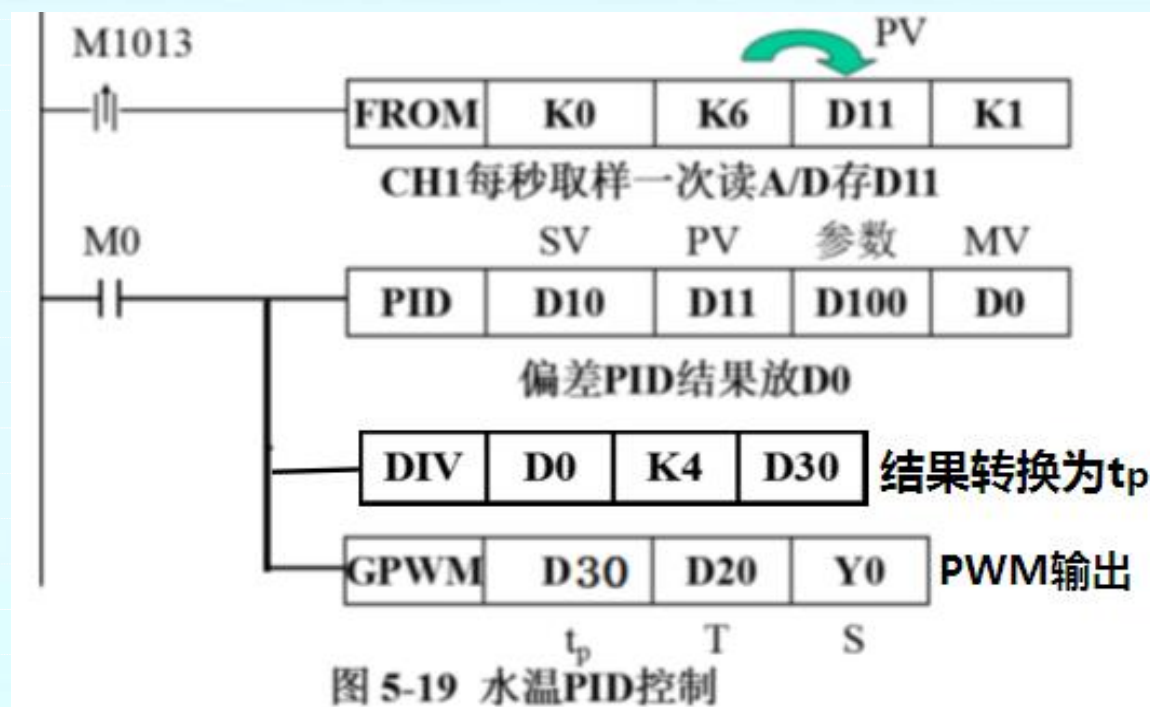 M1013
PV
FROM K0 K6 D11 K1
CH1每秒取样一次读A/D存D11
M0
SV PV 参数 MV
PID D10 D11 D100 D0
偏差PID结果放D0
DIV D0 K4 D30 结果转换为tp
GPWM D30 D20 Y0 PWM输出
tp T S
图 5-19 水温PID控制